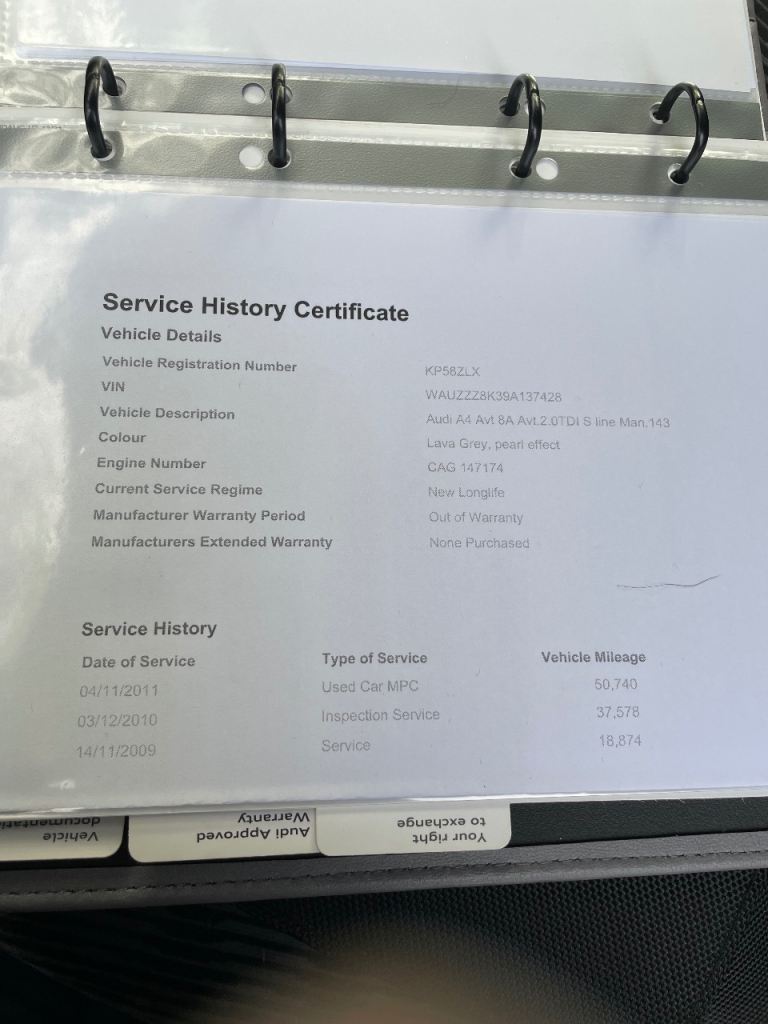 Service History Certificate
Vehicle Details
Vehicle Registration Number KP58ZLX
VIN WAUZZZ8K39A137428
Vehicle Description Audi A4 Avt 8A Avt.2.0TDI S line Man.143
Colour Lava Grey, pearl effect
Engine Number CAG 147174
Current Service Regime New Longlife
Manufacturer Warranty Period Out of Warranty
Manufacturers Extended Warranty None Purchased
Service History
Date of Service Type of Service Vehicle Mileage
04/11/2011 Used Car MPC 50,740
03/12/2010 Inspection Service 37,578
14/11/2009 Service 18,874
Your right
to exchange
Audi Approved
Warranty
Vehicle
documentation